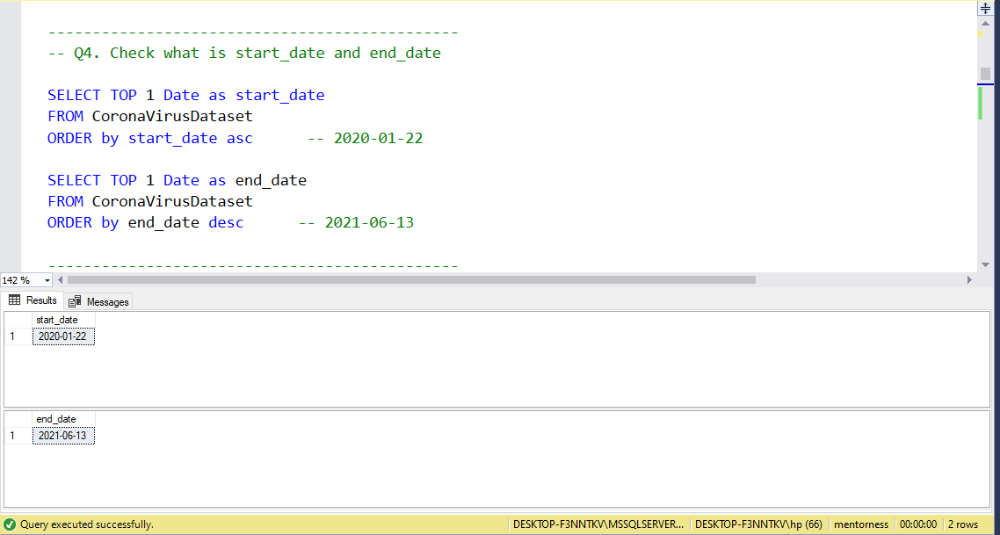 ----------------------------------------------
-- Q4. Check what is start_date and end_date
SELECT TOP 1 Date as start_date
FROM CoronaVirusDataset
ORDER by start_date asc      -- 2020-01-22
SELECT TOP 1 Date as end_date
FROM CoronaVirusDataset
ORDER by end_date desc      -- 2021-06-13
----------------------------------------------
142 %
Results Messages
start_date
1 2020-01-22
end_date
1 2021-06-13
Query executed successfully. DESKTOP-F3NNTKV\MSSQLSERVER... DESKTOP-F3NNTKV\hp (66) mentorness 00:00:00 2 rows